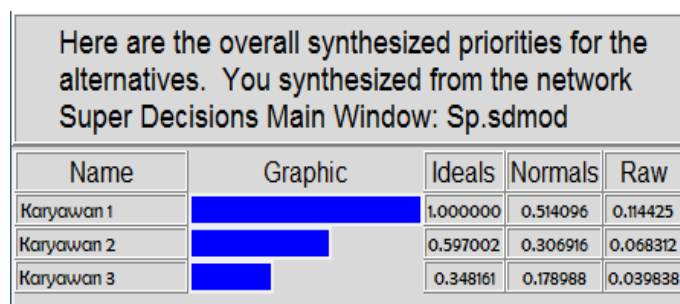 Here are the overall synthesized priorities for the
alternatives.  You synthesized from the network
Super Decisions Main Window: Sp.sdmod
Name Graphic Ideals Normals Raw
Karyawan 1 1.000000 0.514096 0.114425
Karyawan 2 0.597002 0.306916 0.068312
Karyawan 3 0.348161 0.178988 0.039838